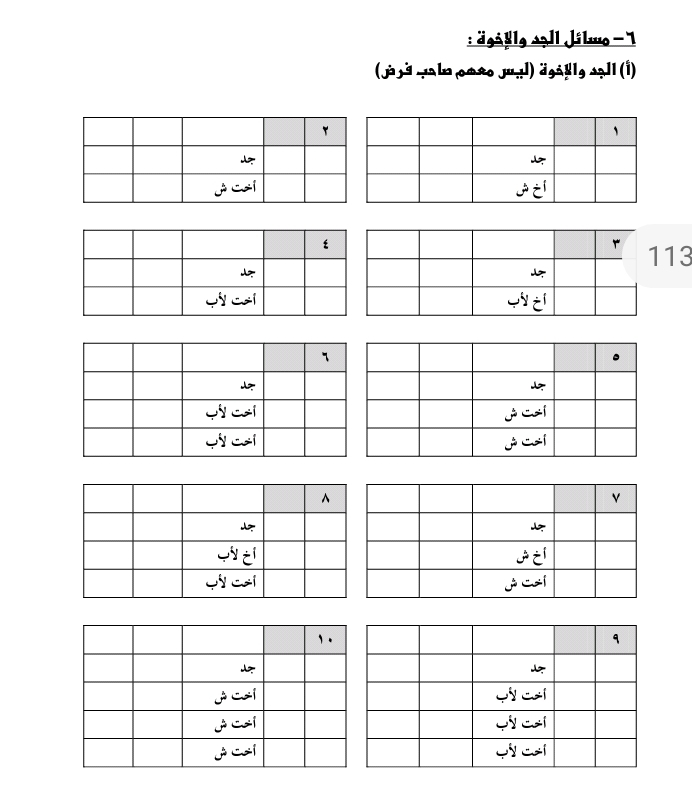 ٦- مسائل الجد والإخوة :
(أ) الجد والإخوة (ليس معهم صاحب فرض)
١
جد
أخ ش
٢
جد
أخت ش
٣
جد
أخ لأب
113
٤
جد
أخت لأب
٥
جد
أخت ش
أخت ش
٦
جد
أخت لأب
أخت لأب
٧
جد
أخ ش
أخت ش
٨
جد
أخ لأب
أخت لأب
٩
جد
أخت لأب
أخت لأب
أخت لأب
١٠
جد
أخت ش
أخت ش
أخت ش